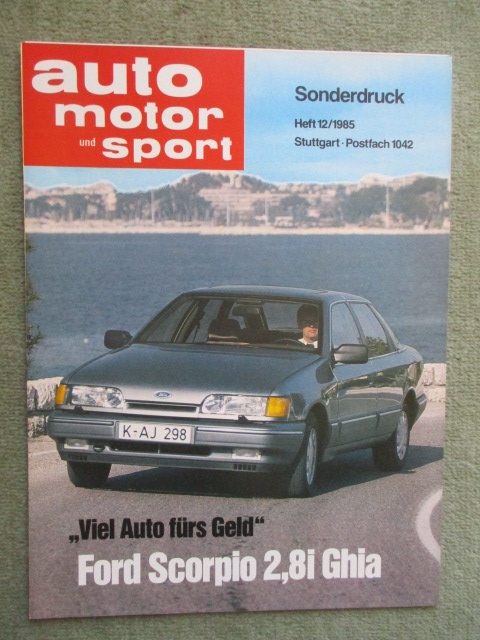 auto
motor
und sport
Sonderdruck
Heft 12/1985
Stuttgart · Postfach 1042
Ford
K-AJ 298
„Viel Auto fürs Geld“
Ford Scorpio 2,8i Ghia